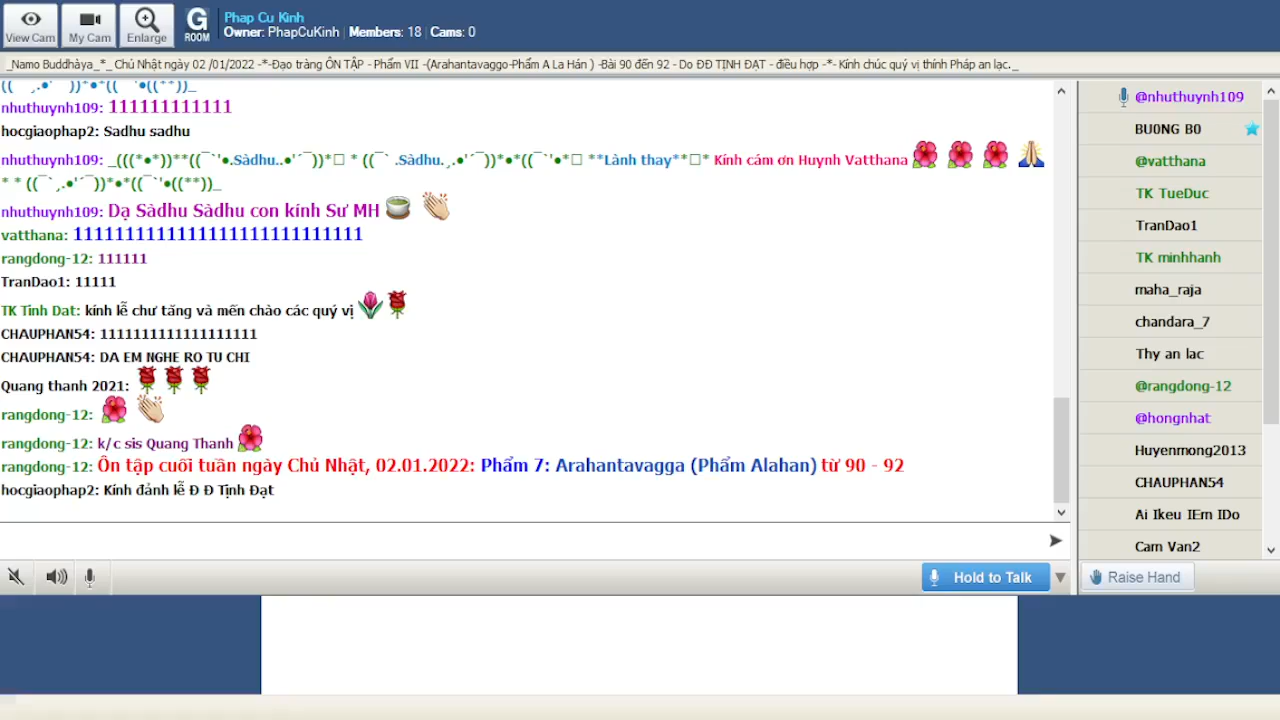 View Cam
My Cam
Enlarge
G ROOM
Phap Cu Kinh
Owner: PhapCuKinh | Members: 18 | Cams: 0
_Namo Buddhàya_*_ Chủ Nhật ngày 02 /01/2022 -*-Đạo tràng ÔN TẬP - Phẩm VII -(Arahantavaggo-Phẩm A La Hán ) -Bài 90 đến 92 - Do ĐĐ TỊNH ĐẠT - điều hợp -*- Kính chúc quý vị thính Pháp an lạc._
nhuthuynh109: 111111111111
hocgiaophap2: Sadhu sadhu
nhuthuynh109: _(((*●*))**((¯`'●.Sàdhu..●'´¯))*□ * ((¯` .Sàdhu.¸.●'´¯))*●*((¯`'●*□ **Lành thay**□* Kính cám ơn Huynh Vatthana
* * ((¯`¸.●'´¯))*●*((¯`'●((**))_
nhuthuynh109: Dạ Sàdhu Sàdhu con kính Sư MH
vatthana: 1111111111111111111111111111
rangdong-12: 111111
TranDao1: 11111
TK Tinh Dat: kính lễ chư tăng và mến chào các quý vị
CHAUPHAN54: 1111111111111111111
CHAUPHAN54: DA EM NGHE RO TU CHI
Quang thanh 2021:
rangdong-12:
rangdong-12: k/c sis Quang Thanh
rangdong-12: Ôn tập cuối tuần ngày Chủ Nhật, 02.01.2022: Phẩm 7: Arahantavagga (Phẩm Alahan) từ 90 - 92
hocgiaophap2: Kính đảnh lễ Đ Đ Tịnh Đạt
Hold to Talk
@nhuthuynh109
BU0NG B0
@vatthana
TK TueDuc
TranDao1
TK minhhanh
maha_raja
chandara_7
Thy an lac
@rangdong-12
@hongnhat
Huyenmong2013
CHAUPHAN54
Ai Ikeu IEm IDo
Cam Van2
Raise Hand